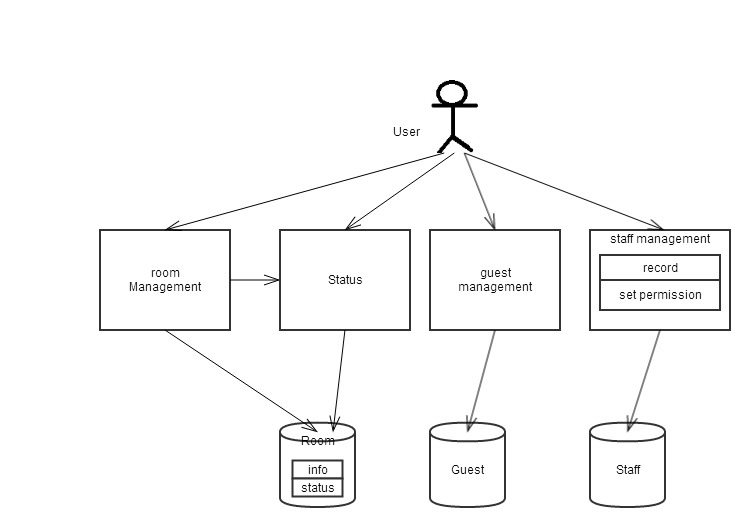 User
room
Management
Status
guest
management
staff management
record
set permission
Room
info
status
Guest
Staff